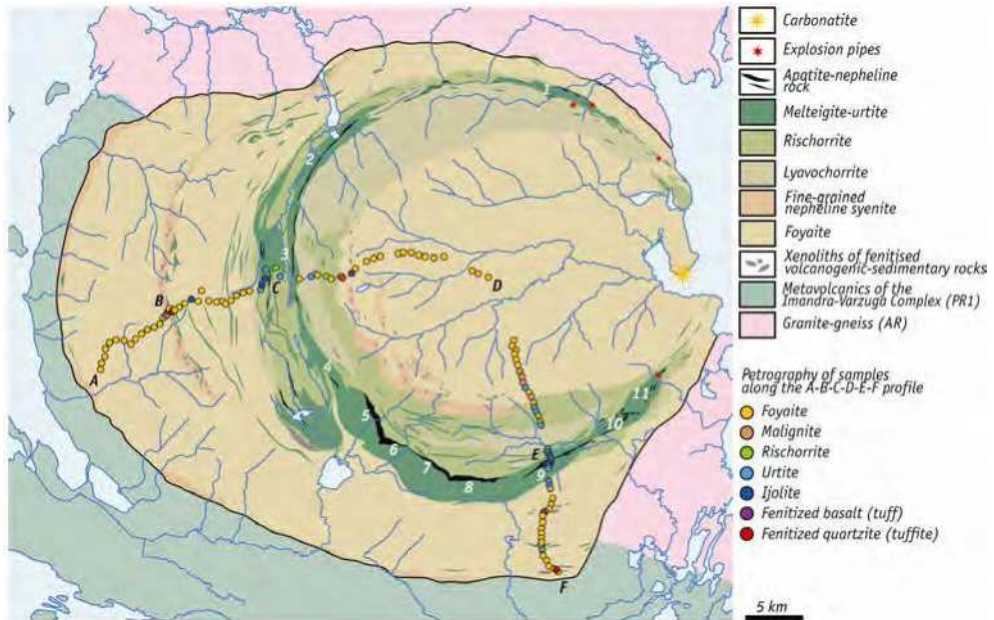 Carbonatite
Explosion pipes
Apatite-nepheline
rock
Melteigite-urtite
Rischorrite
Lyavochorrite
Fine-grained
nepheline syenite
Foyaite
Xenoliths of fenitised
volcanogenic-sedimentary rocks
Metavolcanics of the
Imandra-Varzuga Complex (PR1)
Granite-gneiss (AR)
Petrography of samples
along the A-B-C-D-E-F profile
Foyaite
Malignite
Rischorrite
Urtite
Ijolite
Fenitized basalt (tuff)
Fenitized quartzite (tuffite)
5 km
1
2
3
B
C
D
A
4
11
5
10
6
E
7
9
8
F